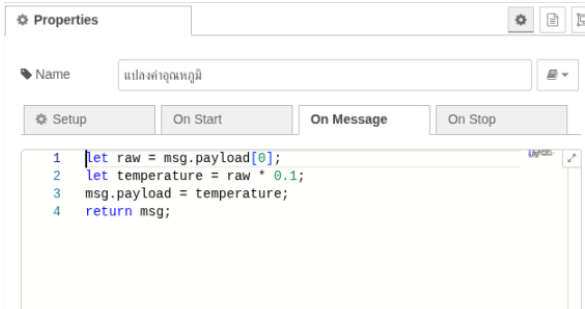 Properties
Name
แปลงค่าอุณหภูมิ
Setup
On Start
On Message
On Stop
1 let raw = msg.payload[0];
2 let temperature = raw * 0.1;
3 msg.payload = temperature;
4 return msg;